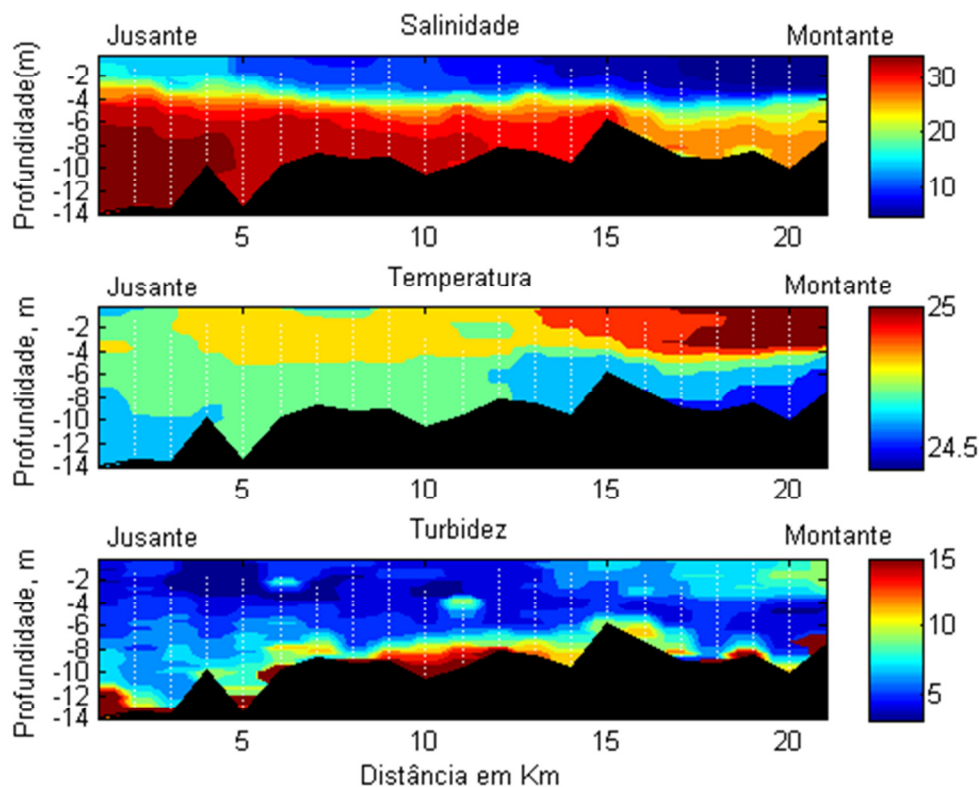 Jusante Salinidade Montante
Profundidade(m)
-2
-4
-6
-8
-10
-12
-14
5 10 15 20
30
20
10
Jusante Temperatura Montante
Profundidade, m
-2
-4
-6
-8
-10
-12
-14
5 10 15 20
25
24.5
Jusante Turbidez Montante
Profundidade, m
-2
-4
-6
-8
-10
-12
-14
5 10 15 20
15
10
5
Distância em Km